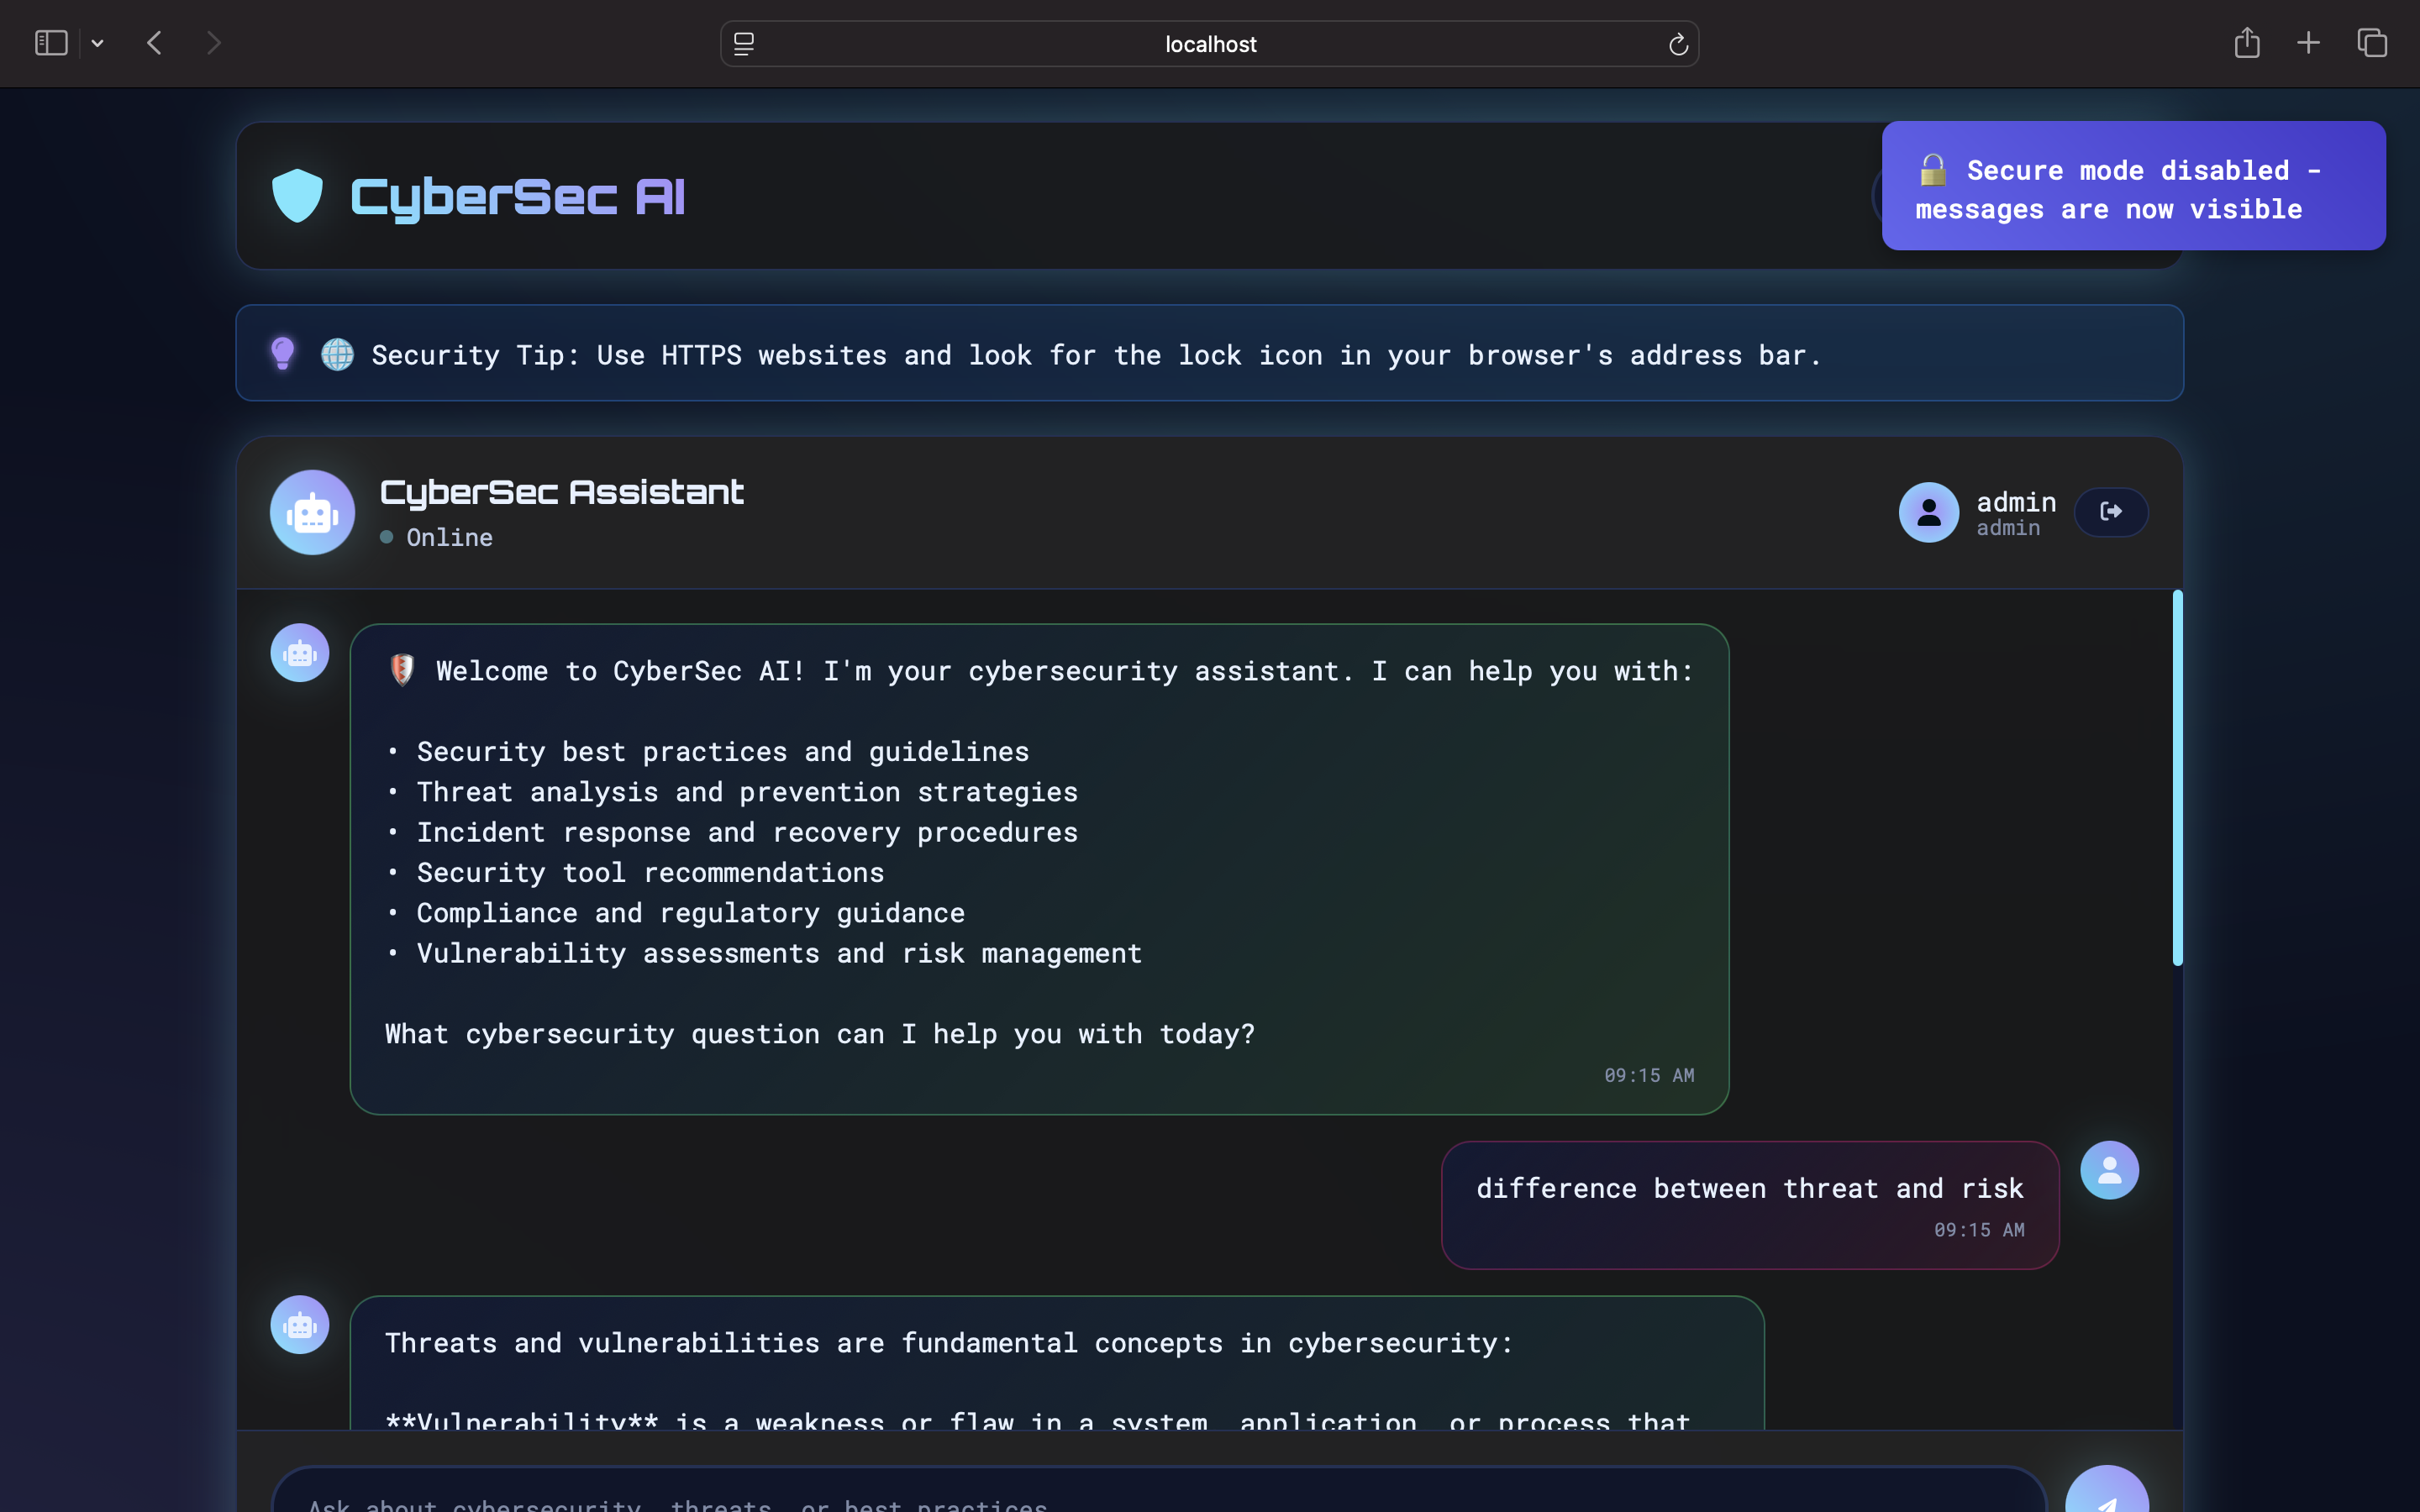 localhost
CyberSec AI
🔓 Secure mode disabled -
messages are now visible
🌐 Security Tip: Use HTTPS websites and look for the lock icon in your browser's address bar.
CyberSec Assistant
Online
admin
admin
🛡️ Welcome to CyberSec AI! I'm your cybersecurity assistant. I can help you with:
• Security best practices and guidelines
• Threat analysis and prevention strategies
• Incident response and recovery procedures
• Security tool recommendations
• Compliance and regulatory guidance
• Vulnerability assessments and risk management
What cybersecurity question can I help you with today?
09:15 AM
difference between threat and risk
09:15 AM
Threats and vulnerabilities are fundamental concepts in cybersecurity:
**Vulnerability** is a weakness or flaw in a system, application, or process that
Ask about cybersecurity, threats, or best practices